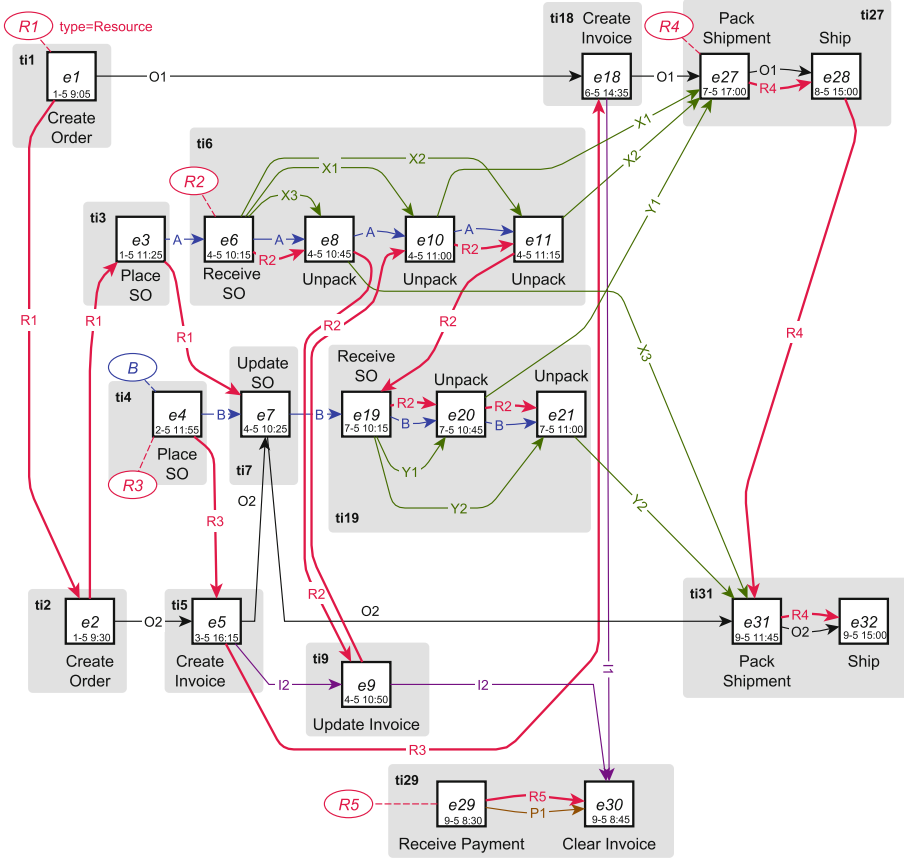 R1 type=Resource
ti1
e1
1-5 9:05
Create
Order
O1
ti18
Create
Invoice
e18
6-5 14:35
O1
R4
Pack
Shipment
ti27
Ship
e27
7-5 17:00
O1
R4
e28
8-5 15:00
ti6
R2
X1
X2
X3
X1
X2
Y1
ti3
e3
1-5 11:25
Place
SO
A
e6
4-5 10:15
Receive
SO
A
R2
e8
4-5 10:45
Unpack
A
e10
4-5 11:00
Unpack
A
R2
e11
4-5 11:15
Unpack
R1
R1
R1
R2
R2
X3
R4
B
ti4
e4
2-5 11:55
Place
SO
R3
B
Update
SO
e7
4-5 10:25
ti7
B
Receive
SO
e19
7-5 10:15
R2
B
Unpack
e20
7-5 10:45
R2
B
Unpack
e21
7-5 11:00
Y1
Y2
ti19
Y2
O2
R3
ti2
e2
1-5 9:30
Create
Order
O2
ti5
e5
3-5 16:15
Create
Invoice
R2
O2
I2
ti9
e9
4-5 10:50
Update Invoice
I2
I1
R3
ti31
e31
9-5 11:45
Pack
Shipment
R4
O2
e32
9-5 15:00
Ship
ti29
R5
e29
9-5 8:30
Receive Payment
R5
P1
e30
9-5 8:45
Clear Invoice